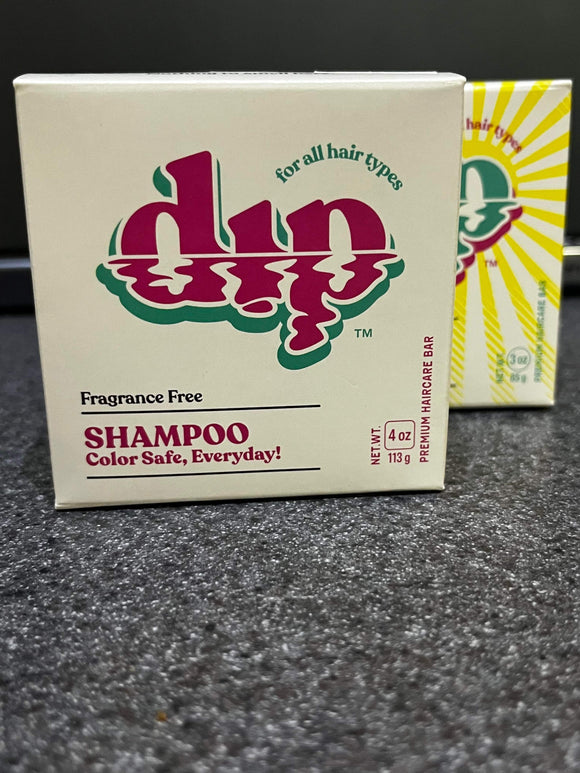 for all hair types
dip
TM
Fragrance Free
SHAMPOO
Color Safe, Everyday!
NET.WT.
4 oz
113 g
PREMIUM HAIRCARE BAR
hair types
TM
NET.WT.
3 oz
85 g
PREMIUM HAIRCARE BAR